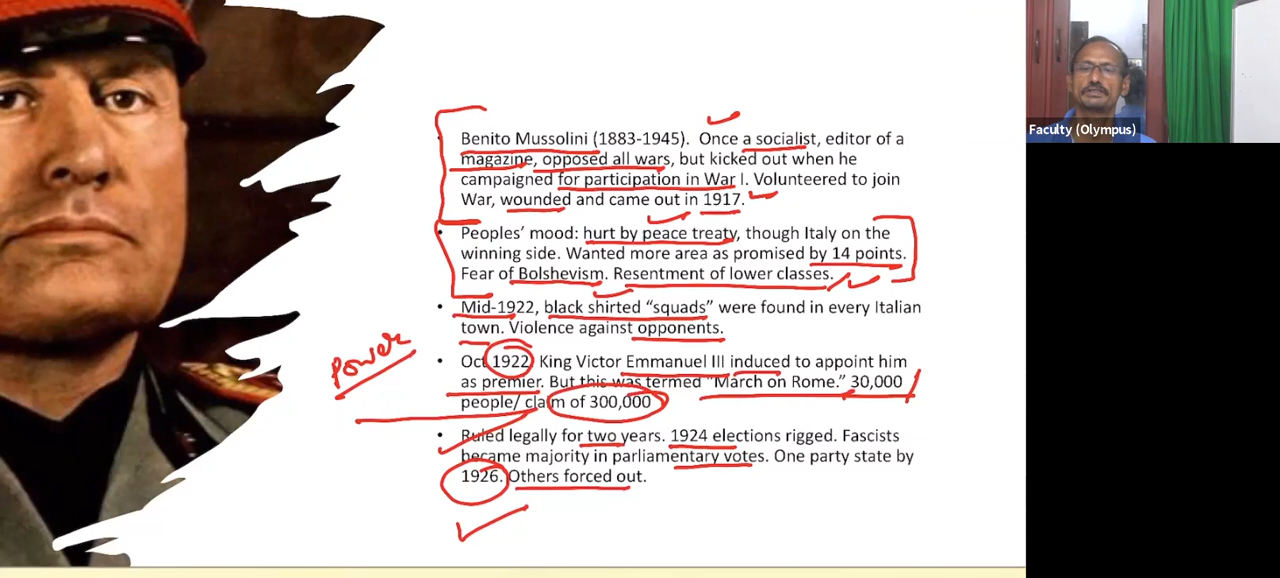 Benito Mussolini (1883-1945). Once a socialist, editor of a
magazine, opposed all wars, but kicked out when he
campaigned for participation in War I. Volunteered to join
War, wounded and came out in 1917.
• Peoples' mood: hurt by peace treaty, though Italy on the
winning side. Wanted more area as promised by 14 points.
Fear of Bolshevism. Resentment of lower classes.
• Mid-1922, black shirted “squads” were found in every Italian
town. Violence against opponents.
• Oct 1922 King Victor Emmanuel III induced to appoint him
as premier. But this was termed “March on Rome.” 30,000
people/ claim of 300,000
• Ruled legally for two years. 1924 elections rigged. Fascists
became majority in parliamentary votes. One party state by
1926. Others forced out.
Power
Faculty (Olympus)